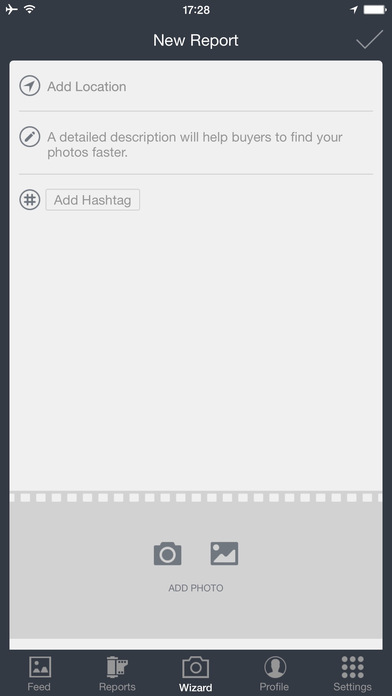 17:28
New Report
Add Location
A detailed description will help buyers to find your
photos faster.
Add Hashtag
ADD PHOTO
Feed Reports Wizard Profile Settings